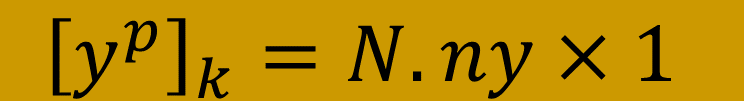 [y^p]_k = N.ny × 1